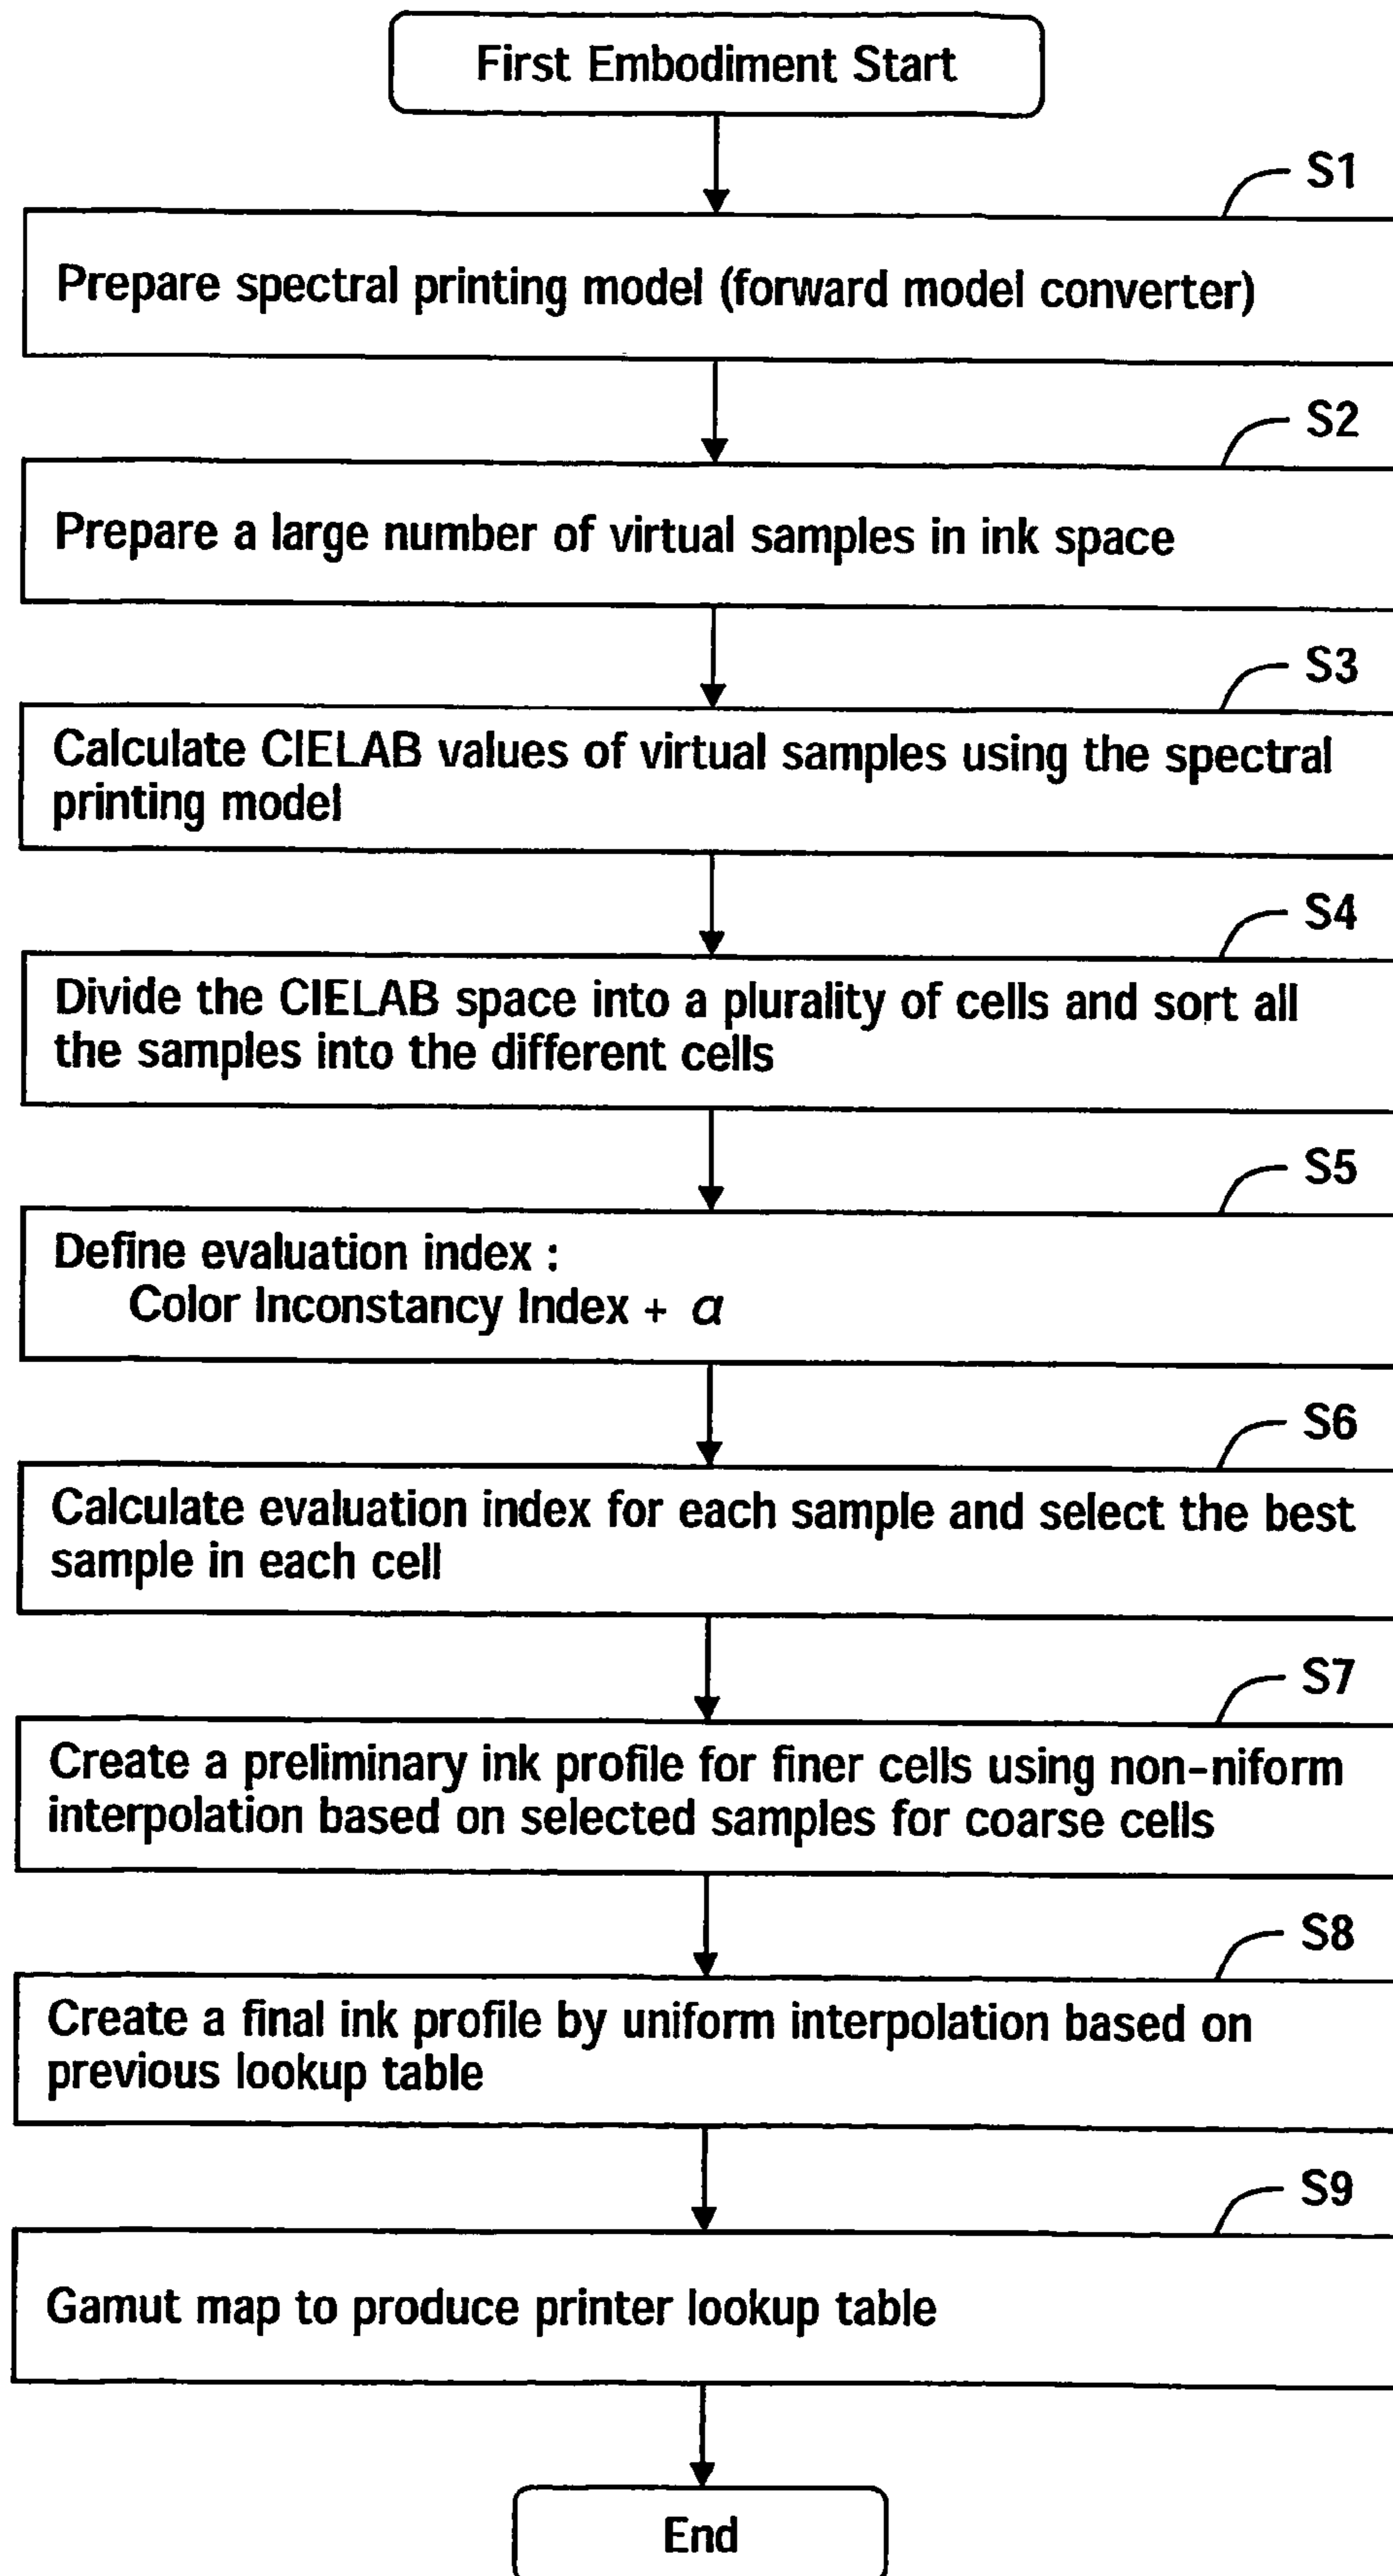 First Embodiment Start
S1
Prepare spectral printing model (forward model converter)
S2
Prepare a large number of virtual samples in ink space
S3
Calculate CIELAB values of virtual samples using the spectral
printing model
S4
Divide the CIELAB space into a plurality of cells and sort all
the samples into the different cells
S5
Define evaluation index :
Color Inconstancy Index + α
S6
Calculate evaluation index for each sample and select the best
sample in each cell
S7
Create a preliminary ink profile for finer cells using non-niform
interpolation based on selected samples for coarse cells
S8
Create a final ink profile by uniform interpolation based on
previous lookup table
S9
Gamut map to produce printer lookup table
End